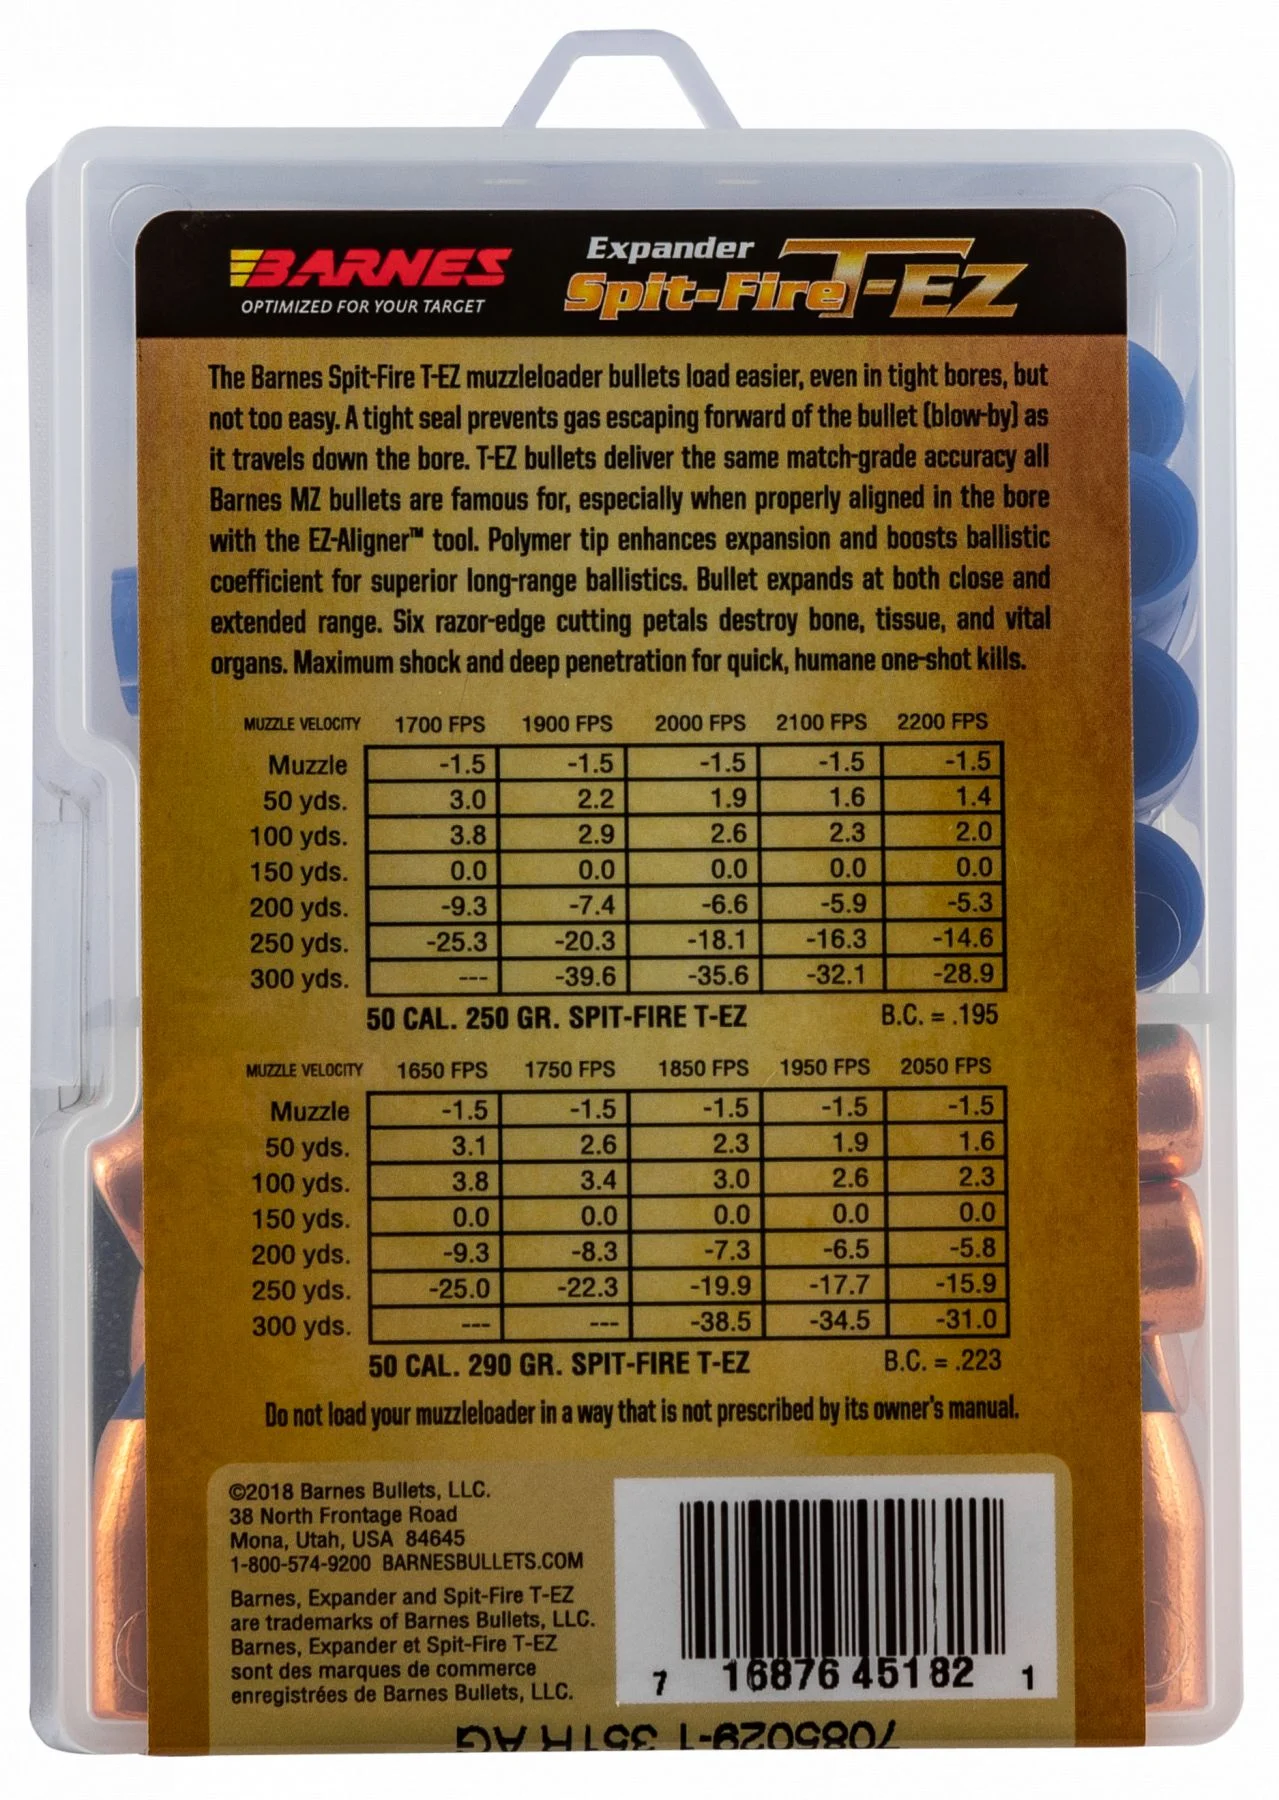 BARNES
OPTIMIZED FOR YOUR TARGET
Expander
Spit-Fire T-EZ
The Barnes Spit-Fire T-EZ muzzleloader bullets load easier, even in tight bores, but
not too easy. A tight seal prevents gas escaping forward of the bullet (blow-by) as
it travels down the bore. T-EZ bullets deliver the same match-grade accuracy all
Barnes MZ bullets are famous for, especially when properly aligned in the bore
with the EZ-Aligner™ tool. Polymer tip enhances expansion and boosts ballistic
coefficient for superior long-range ballistics. Bullet expands at both close and
extended range. Six razor-edge cutting petals destroy bone, tissue, and vital
organs. Maximum shock and deep penetration for quick, humane one-shot kills.
MUZZLE VELOCITY 1700 FPS 1900 FPS 2000 FPS 2100 FPS 2200 FPS
Muzzle -1.5 -1.5 -1.5 -1.5 -1.5
50 yds. 3.0 2.2 1.9 1.6 1.4
100 yds. 3.8 2.9 2.6 2.3 2.0
150 yds. 0.0 0.0 0.0 0.0 0.0
200 yds. -9.3 -7.4 -6.6 -5.9 -5.3
250 yds. -25.3 -20.3 -18.1 -16.3 -14.6
300 yds. --- -39.6 -35.6 -32.1 -28.9
50 CAL. 250 GR. SPIT-FIRE T-EZ B.C. = .195
MUZZLE VELOCITY 1650 FPS 1750 FPS 1850 FPS 1950 FPS 2050 FPS
Muzzle -1.5 -1.5 -1.5 -1.5 -1.5
50 yds. 3.1 2.6 2.3 1.9 1.6
100 yds. 3.8 3.4 3.0 2.6 2.3
150 yds. 0.0 0.0 0.0 0.0 0.0
200 yds. -9.3 -8.3 -7.3 -6.5 -5.8
250 yds. -25.0 -22.3 -19.9 -17.7 -15.9
300 yds. --- --- -38.5 -34.5 -31.0
50 CAL. 290 GR. SPIT-FIRE T-EZ B.C. = .223
Do not load your muzzleloader in a way that is not prescribed by its owner's manual.
©2018 Barnes Bullets, LLC.
38 North Frontage Road
Mona, Utah, USA 84645
1-800-574-9200 BARNESBULLETS.COM
Barnes, Expander and Spit-Fire T-EZ
are trademarks of Barnes Bullets, LLC.
Barnes, Expander et Spit-Fire T-EZ
sont des marques de commerce
enregistrées de Barnes Bullets, LLC.
7 16876 45182 1
7085029-1 351TR AG